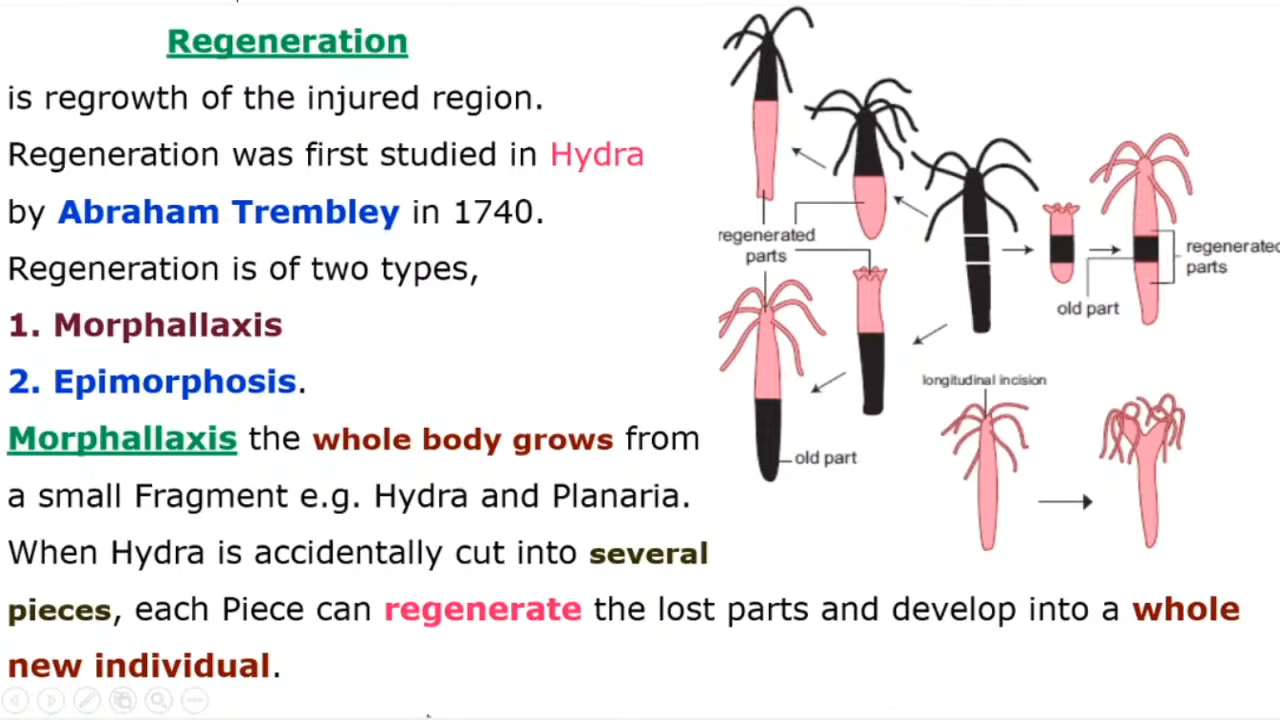 Regeneration
is regrowth of the injured region.
Regeneration was first studied in Hydra
by Abraham Trembley in 1740.
Regeneration is of two types,
1. Morphallaxis
2. Epimorphosis.
Morphallaxis the whole body grows from
a small Fragment e.g. Hydra and Planaria.
When Hydra is accidentally cut into several
pieces, each Piece can regenerate the lost parts and develop into a whole
new individual.
regenerated
parts
regenerated
parts
old part
longitudinal incision
old part